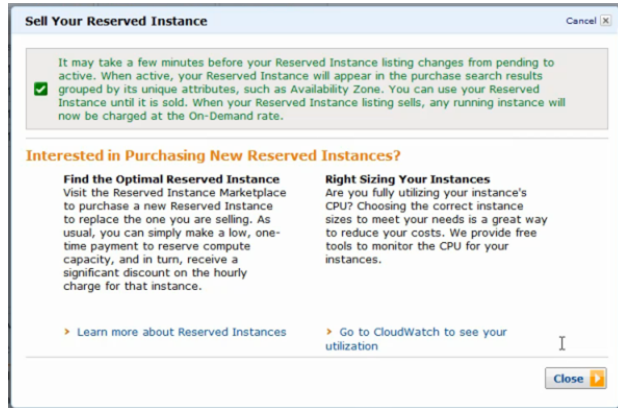 Sell Your Reserved Instance
Cancel
It may take a few minutes before your Reserved Instance listing changes from pending to
active. When active, your Reserved Instance will appear in the purchase search results
grouped by its unique attributes, such as Availability Zone. You can use your Reserved
Instance until it is sold. When your Reserved Instance listing sells, any running instance will
now be charged at the On-Demand rate.
Interested in Purchasing New Reserved Instances?
Find the Optimal Reserved Instance
Visit the Reserved Instance Marketplace
to purchase a new Reserved Instance
to replace the one you are selling. As
usual, you can simply make a low, one-
time payment to reserve compute
capacity, and in turn, receive a
significant discount on the hourly
charge for that instance.
Learn more about Reserved Instances
Right Sizing Your Instances
Are you fully utilizing your instance's
CPU? Choosing the correct instance
sizes to meet your needs is a great way
to reduce your costs. We provide free
tools to monitor the CPU for your
instances.
Go to CloudWatch to see your
utilization
Close